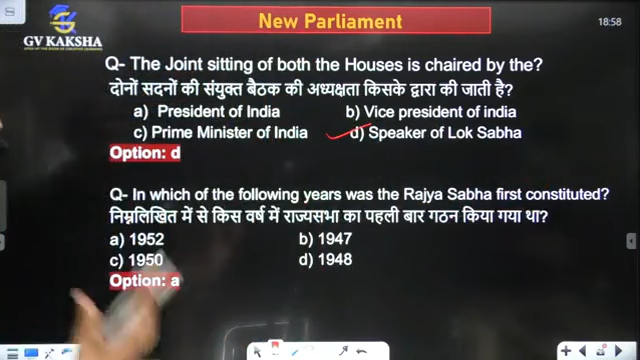 New Parliament
18:58
GV KAKSHA
Q- The Joint sitting of both the Houses is chaired by the?
दोनों सदनों की संयुक्त बैठक की अध्यक्षता किसके द्वारा की जाती है?
a) President of India b) Vice president of india
c) Prime Minister of India d) Speaker of Lok Sabha
Option: d
Q- In which of the following years was the Rajya Sabha first constituted?
निम्नलिखित में से किस वर्ष में राज्यसभा का पहली बार गठन किया गया था?
a) 1952 b) 1947
c) 1950 d) 1948
Option: a